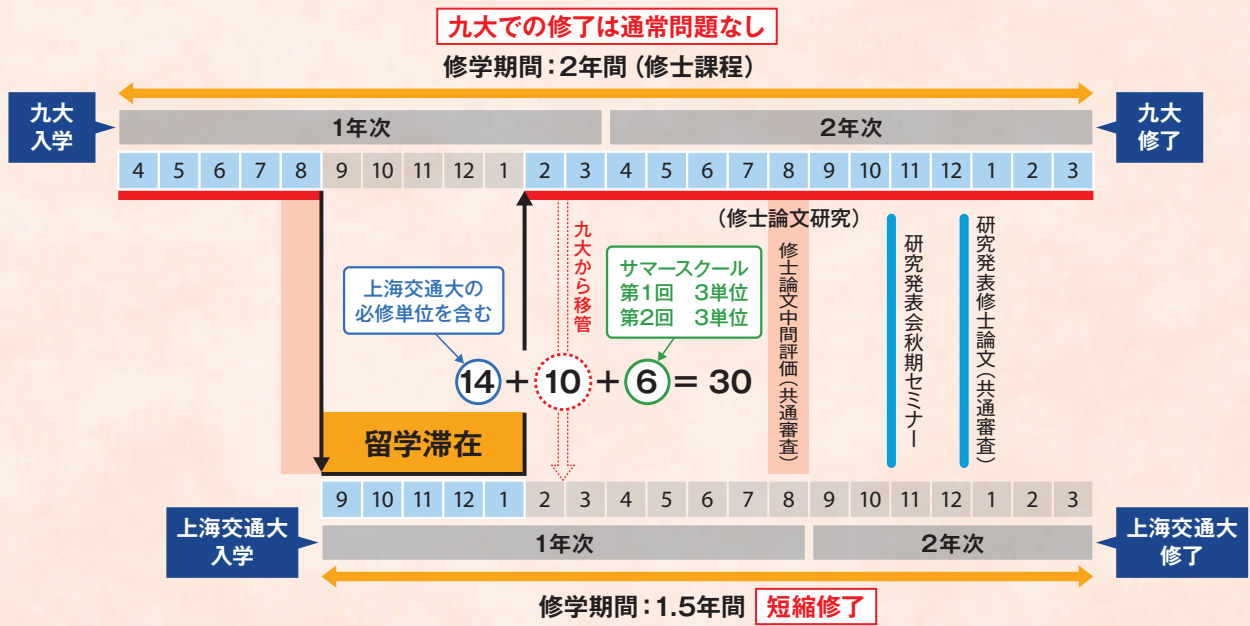 九大での修了は通常問題なし
修学期間：2年間（修士課程）
九大
入学
1年次
2年次
九大
修了
4 5 6 7 8 9 10 11 12 1 2 3 4 5 6 7 8 9 10 11 12 1 2 3
（修士論文研究）
上海交通大の
必修単位を含む
九大から移管
サマースクール
第1回 3単位
第2回 3単位
修士論文中間評価（共通審査）
研究発表会秋期セミナー
研究発表修士論文（共通審査）
14 + 10 + 6 = 30
留学滞在
9 10 11 12 1 2 3 4 5 6 7 8 9 10 11 12 1 2 3
上海交通大
入学
1年次
2年次
上海交通大
修了
修学期間：1.5年間 短縮修了